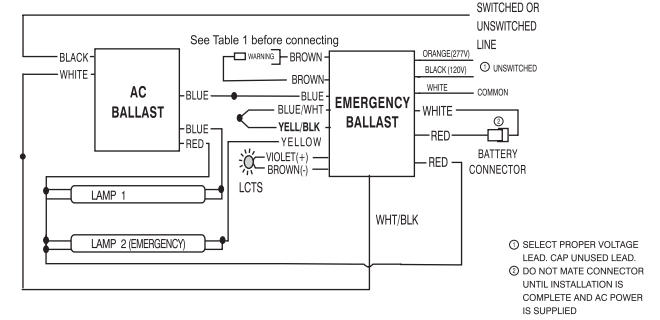 SWITCHED OR
UNSWITCHED
LINE
See Table 1 before connecting
BLACK
WHITE
AC
BALLAST
BLUE
BLUE
RED
WARNING
BROWN
BROWN
BLUE
BLUE/WHT
YELL/BLK
YELLOW
VIOLET(+)
BROWN(-)
LCTS
EMERGENCY
BALLAST
ORANGE(277V)
BLACK (120V)
1 UNSWITCHED
WHITE
COMMON
WHITE
RED
2
BATTERY
CONNECTOR
RED
WHT/BLK
LAMP 1
LAMP 2 (EMERGENCY)
1 SELECT PROPER VOLTAGE
LEAD. CAP UNUSED LEAD.
2 DO NOT MATE CONNECTOR
UNTIL INSTALLATION IS
COMPLETE AND AC POWER
IS SUPPLIED